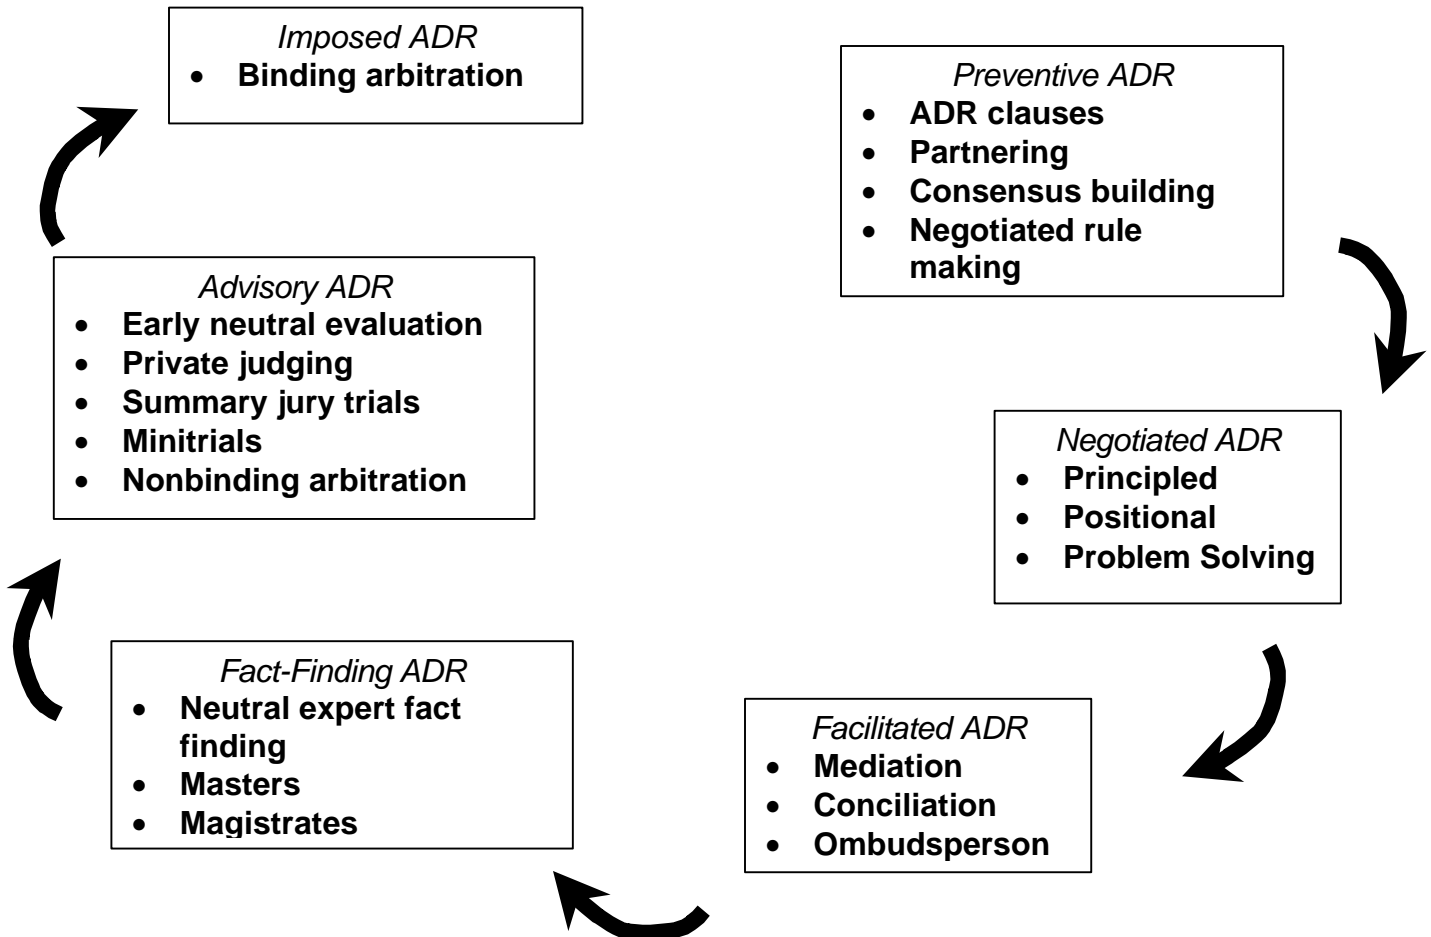 Imposed ADR
• Binding arbitration
Preventive ADR
• ADR clauses
• Partnering
• Consensus building
• Negotiated rule
making
Negotiated ADR
• Principled
• Positional
• Problem Solving
Facilitated ADR
• Mediation
• Conciliation
• Ombudsperson
Fact-Finding ADR
• Neutral expert fact
finding
• Masters
• Magistrates
Advisory ADR
• Early neutral evaluation
• Private judging
• Summary jury trials
• Minitrials
• Nonbinding arbitration